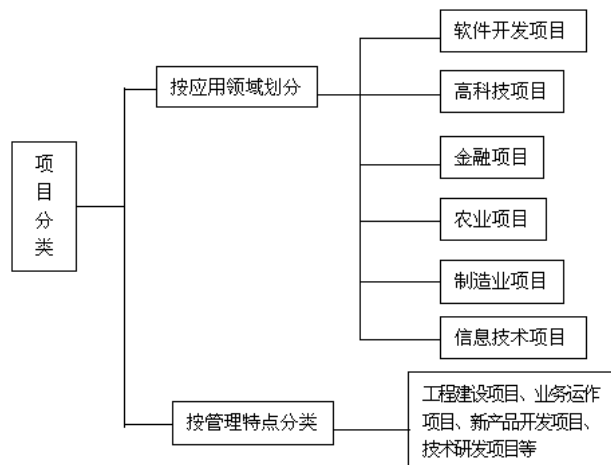 项
目
分
类
按应用领域划分
软件开发项目
高科技项目
金融项目
农业项目
制造业项目
信息技术项目
按管理特点分类
工程建设项目、业务运作
项目、新产品开发项目、
技术研发项目等